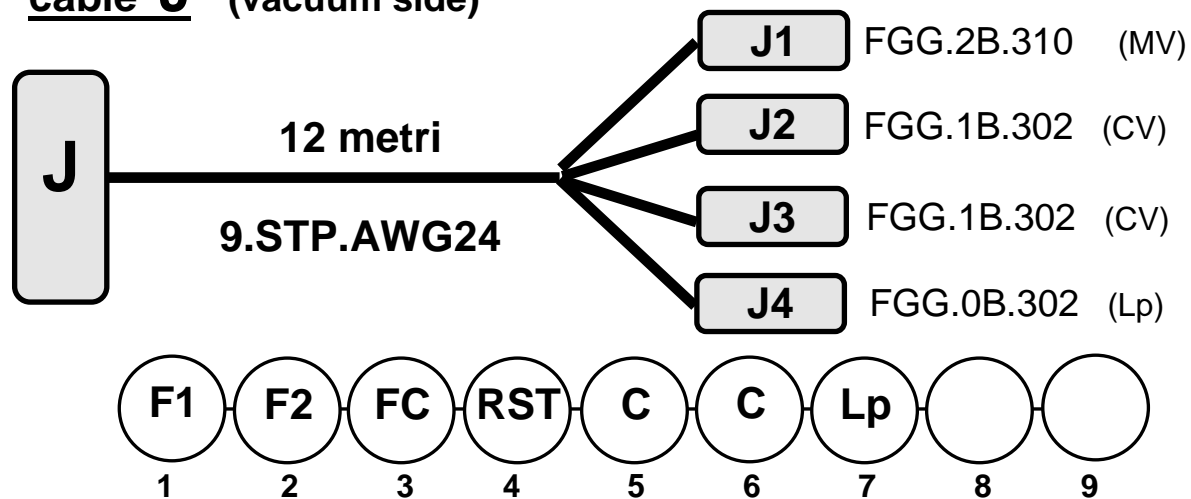 cable J (vacuum side)
J1 FGG.2B.310 (MV)
J2 FGG.1B.302 (CV)
J
12 metri
9.STP.AWG24
J3 FGG.1B.302 (CV)
J4 FGG.0B.302 (Lp)
F1 F2 FC RST C C Lp
1 2 3 4 5 6 7 8 9